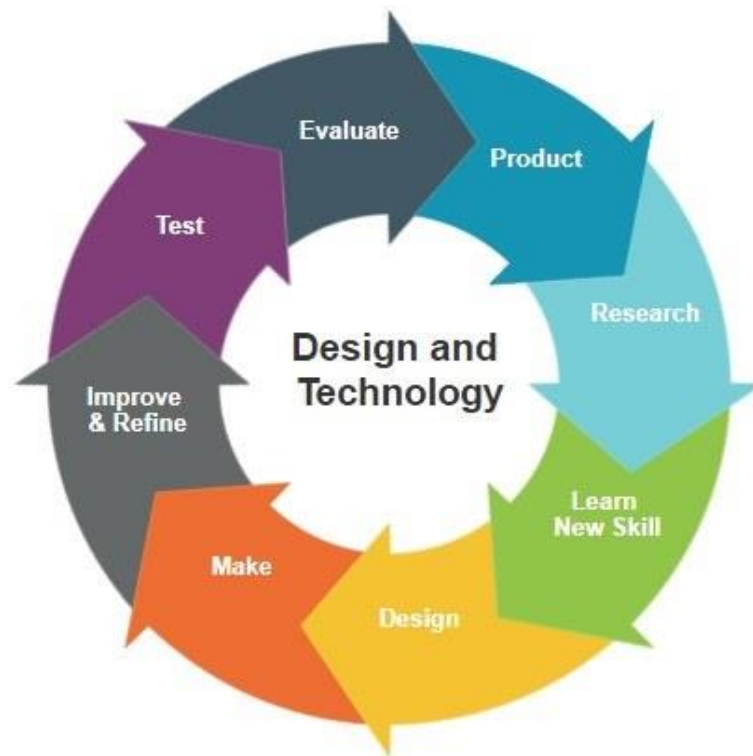 Evaluate
Product
Research
Learn
New Skill
Design
Make
Improve
& Refine
Test
Design and
Technology